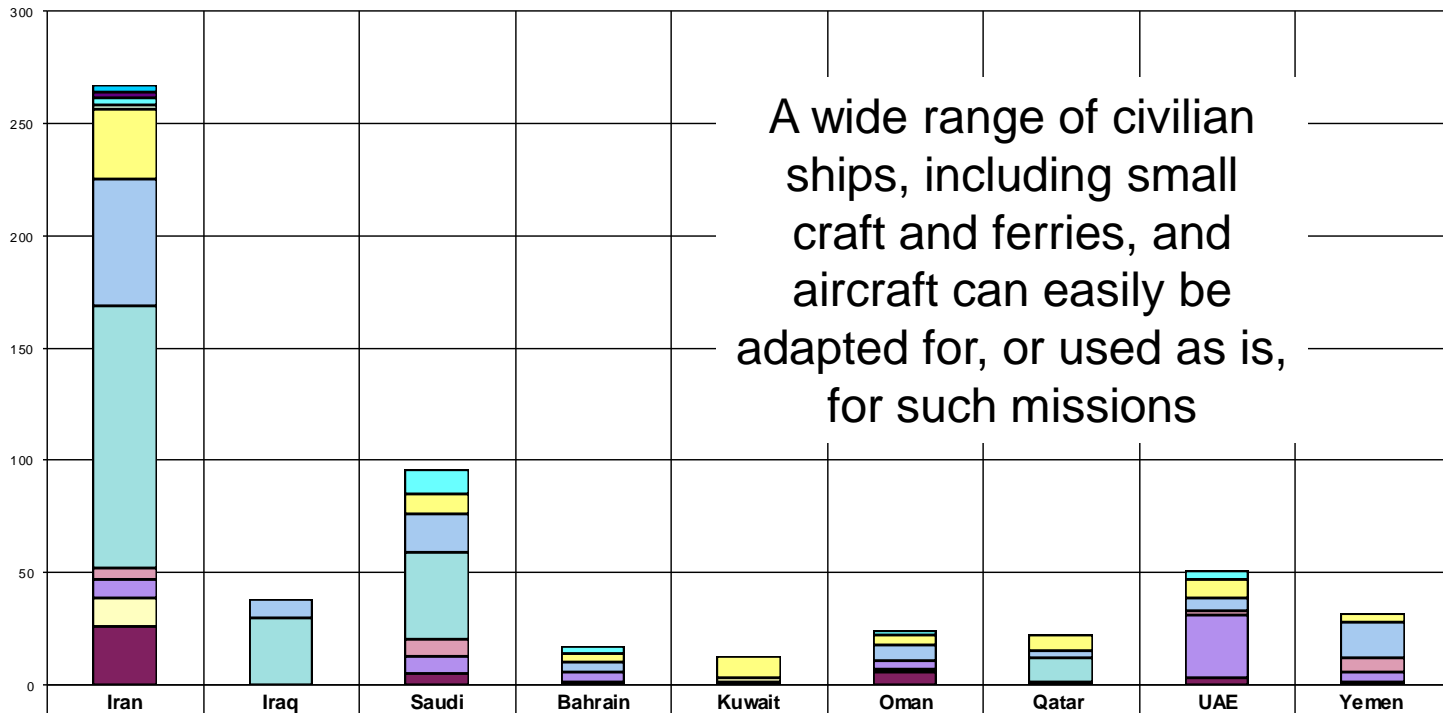 300
250
200
150
100
50
0
A wide range of civilian
ships, including small
craft and ferries, and
aircraft can easily be
adapted for, or used as is,
for such missions
Iran Iraq Saudi Bahrain Kuwait Oman Qatar UAE Yemen